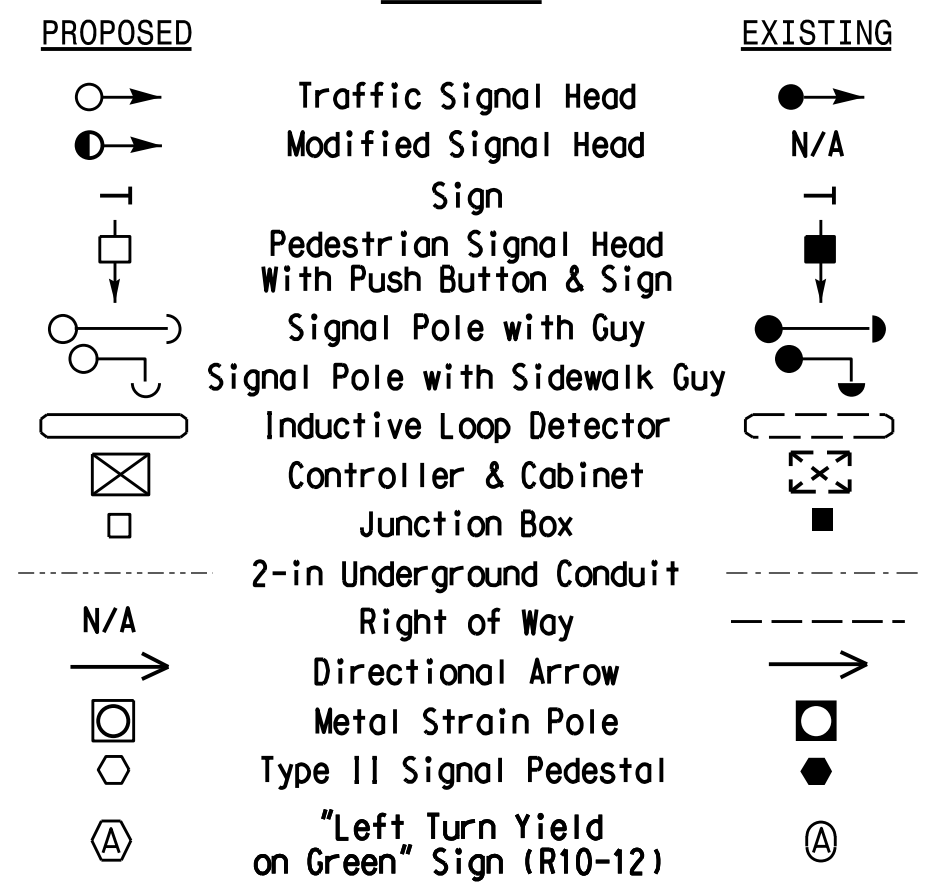 PROPOSED EXISTING
Traffic Signal Head
Modified Signal Head N/A
Sign
Pedestrian Signal Head
With Push Button & Sign
Signal Pole with Guy
Signal Pole with Sidewalk Guy
Inductive Loop Detector
Controller & Cabinet
Junction Box
2-in Underground Conduit
N/A Right of Way
Directional Arrow
Metal Strain Pole
Type II Signal Pedestal
"Left Turn Yield
A on Green" Sign (R10-12) A